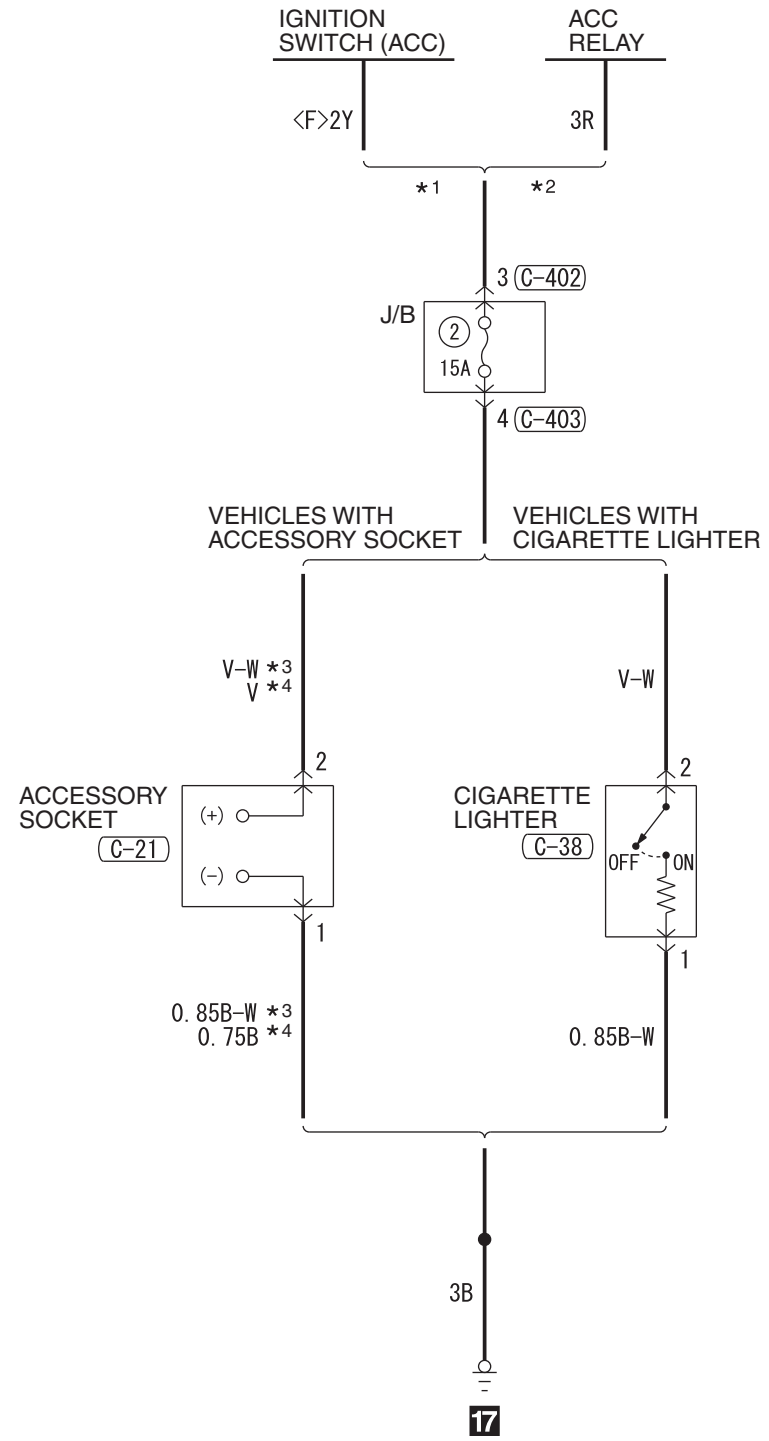 IGNITION
SWITCH (ACC)
ACC
RELAY
<F>2Y
3R
*1
*2
3 C-402
J/B
2
15A
4 C-403
VEHICLES WITH
ACCESSORY SOCKET
VEHICLES WITH
CIGARETTE LIGHTER
V-W *3
V *4
V-W
2
2
ACCESSORY
SOCKET
C-21
(+)
(-)
CIGARETTE
LIGHTER
C-38
OFF
ON
1
1
0.85B-W *3
0.75B *4
0.85B-W
3B
17